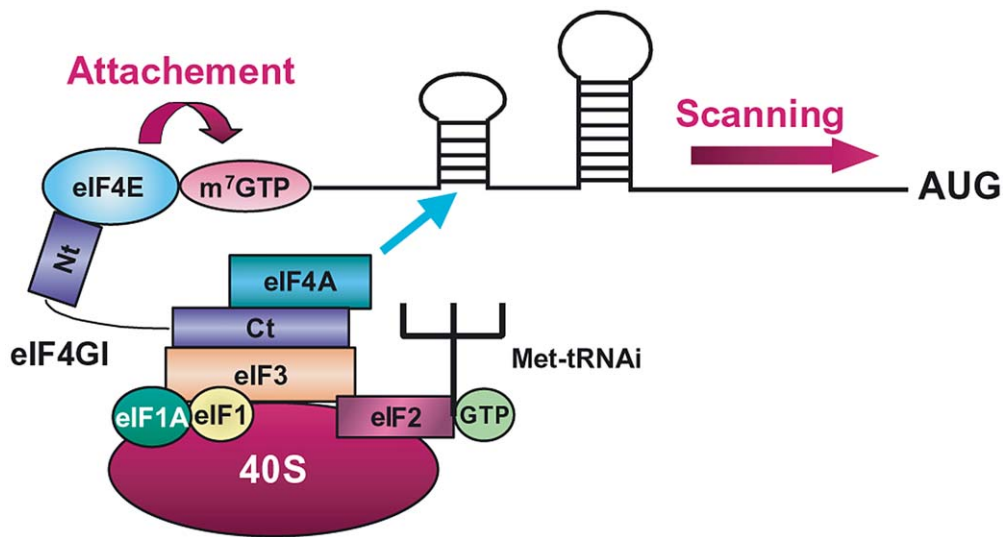 Attachement
Scanning
eIF4E
m⁷GTP
AUG
Nt
eIF4A
Ct
eIF4GI
Met-tRNAi
eIF3
eIF1A
eIF1
eIF2
GTP
40S